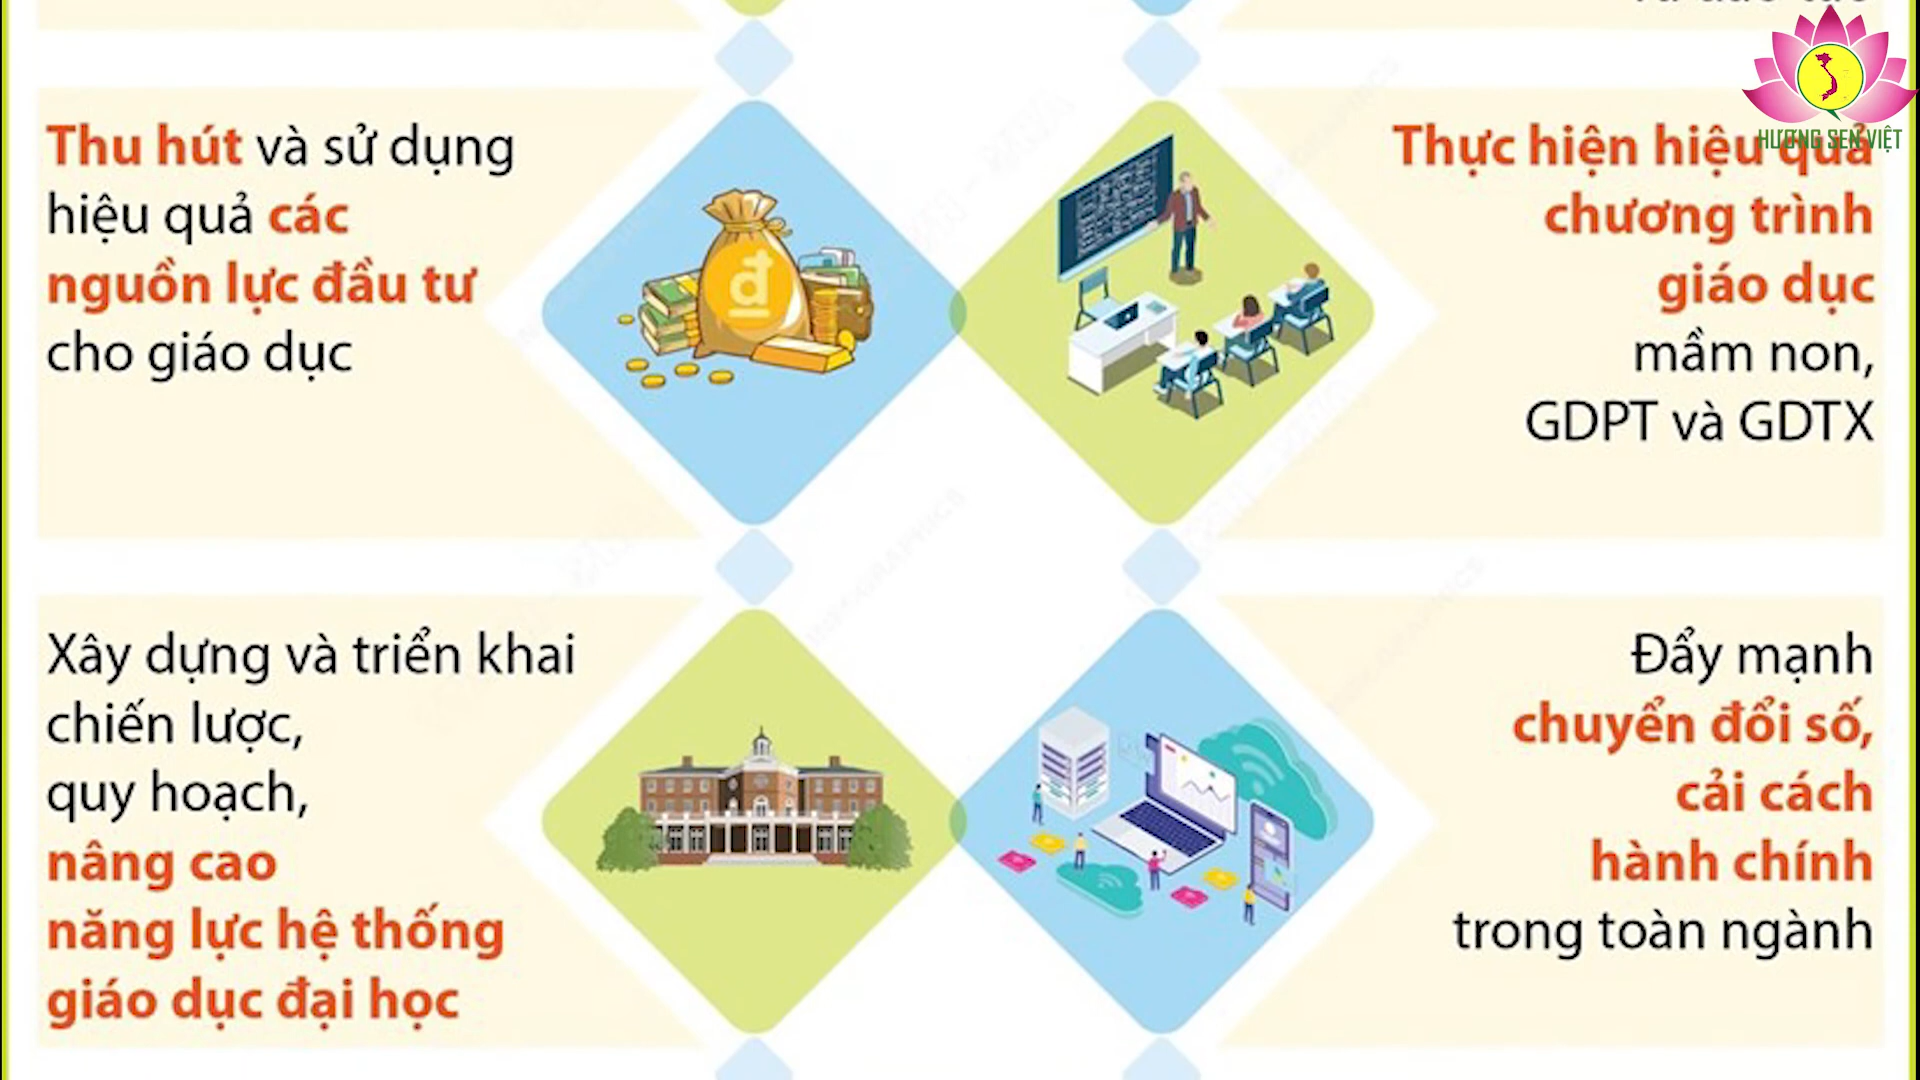 Thu hút và sử dụng
hiệu quả các
nguồn lực đầu tư
cho giáo dục
Thực hiện hiệu quả
chương trình
giáo dục
mầm non,
GDPT và GDTX
HƯƠNG SEN VIỆT
Xây dựng và triển khai
chiến lược,
quy hoạch,
nâng cao
năng lực hệ thống
giáo dục đại học
Đẩy mạnh
chuyển đổi số,
cải cách
hành chính
trong toàn ngành